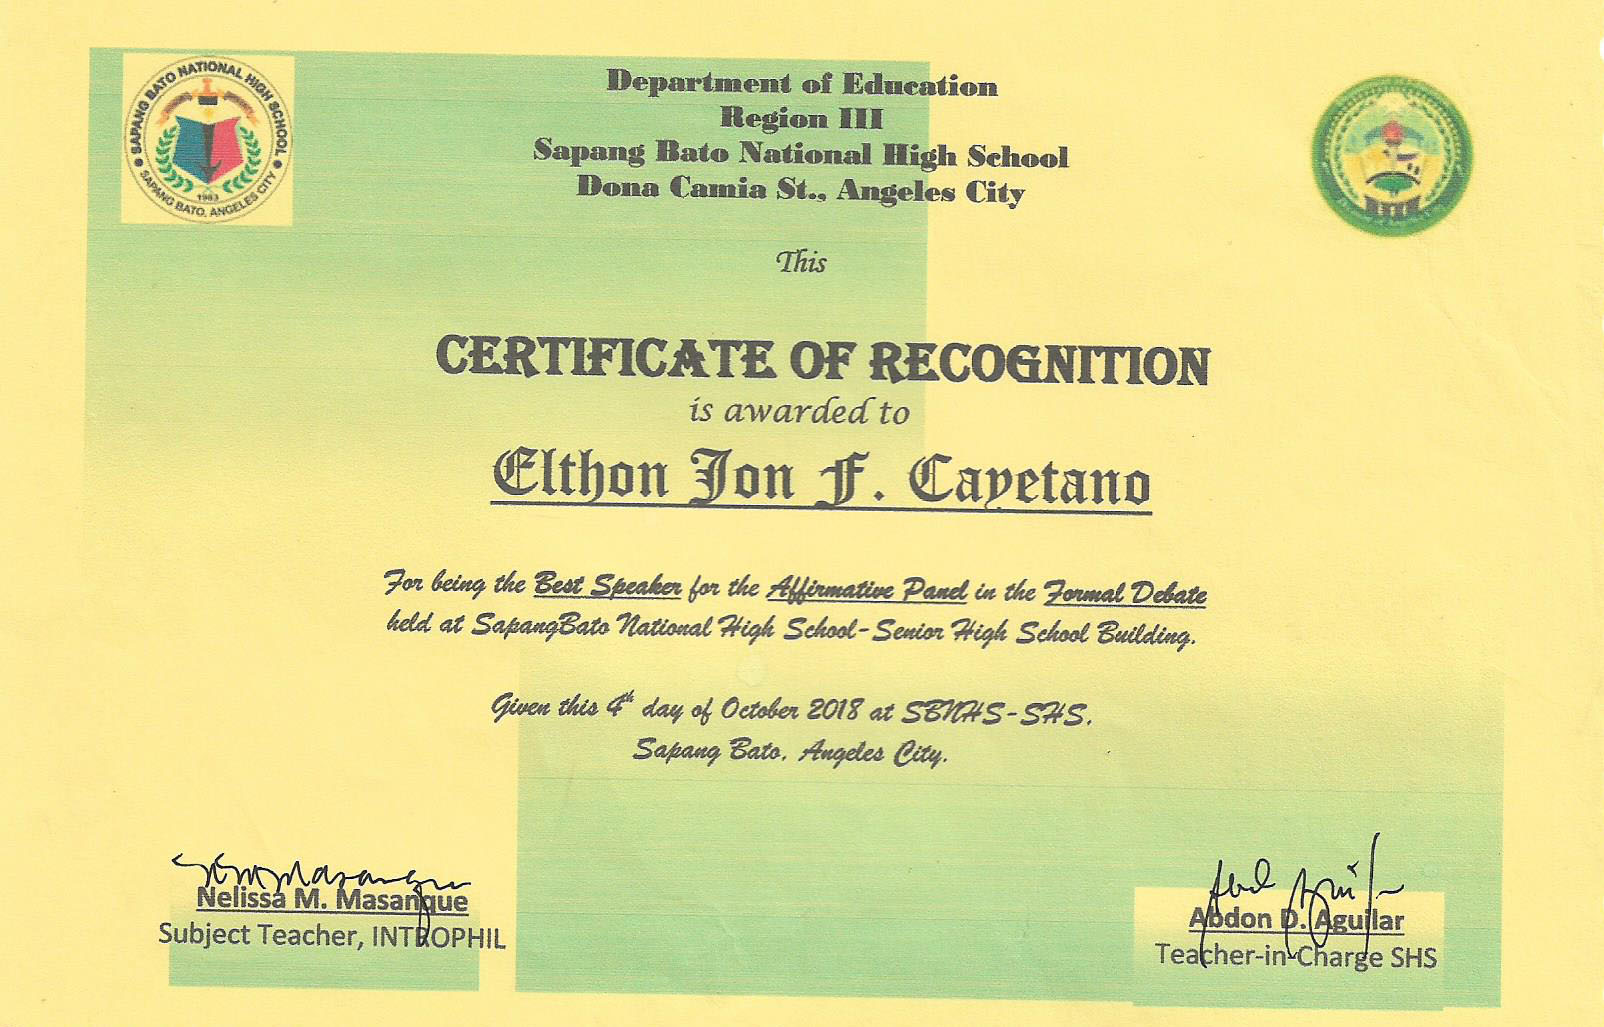 SAPANG BATO NATIONAL HIGH SCHOOL
1983
SAPANG BATO, ANGELES CITY
Department of Education
Region III
Sapang Bato National High School
Dona Camia St., Angeles City
This
CERTIFICATE OF RECOGNITION
is awarded to
Elthon Jon F. Cayetano
For being the Best Speaker for the Affirmative Panel in the Formal Debate
held at SapangBato National High School-Senior High School Building.
Given this 4th day of October 2018 at SBNHS-SHS,
Sapang Bato, Angeles City.
Nelissa M. Masangue
Subject Teacher, INTROPHIL
Abdon D. Aguilar
Teacher-in-Charge SHS